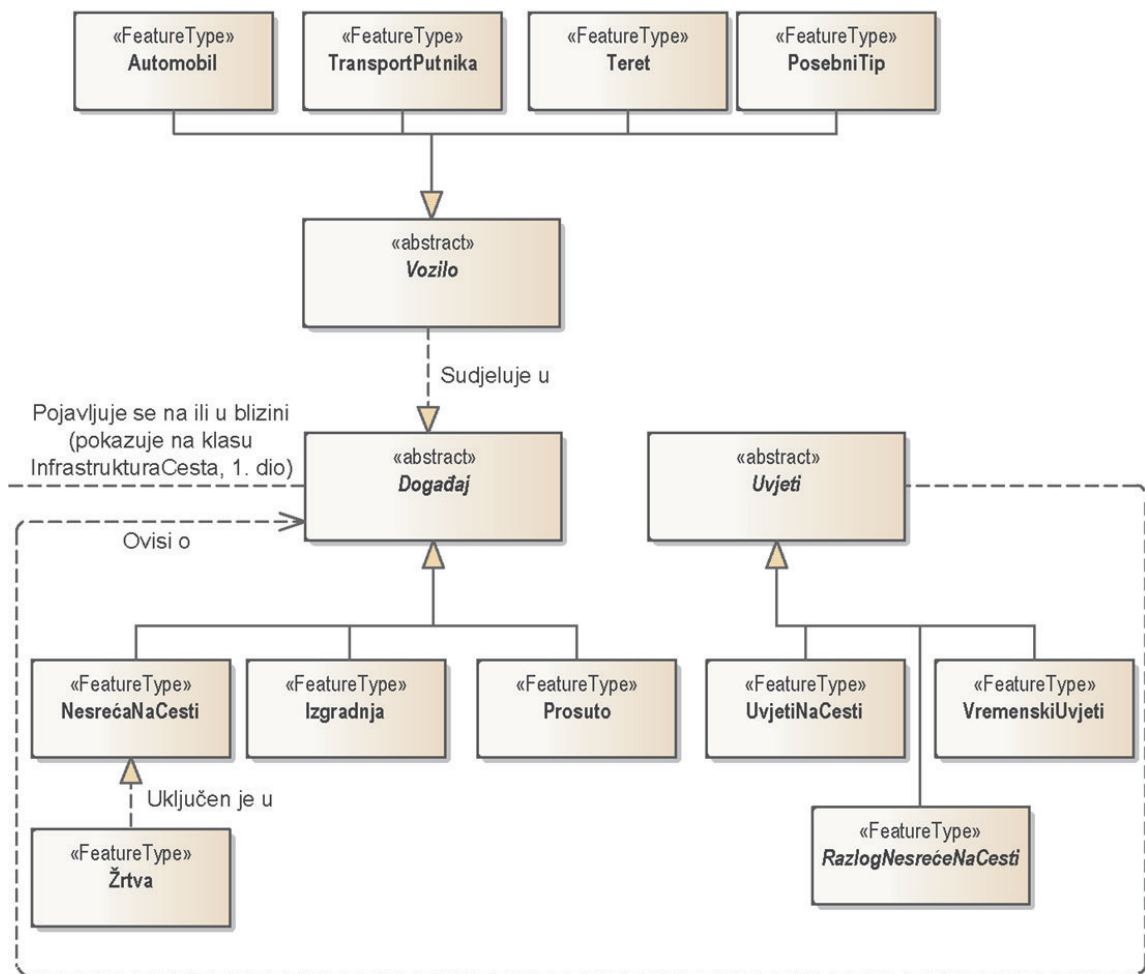 «FeatureType»
Automobil
«FeatureType»
TransportPutnika
«FeatureType»
Teret
«FeatureType»
PosebniTip
«abstract»
Vozilo
Sudjeluje u
Pojavljuje se na ili u blizini
(pokazuje na klasu
InfrastrukturaCesta, 1. dio)
«abstract»
Događaj
«abstract»
Uvjeti
Ovisi o
«FeatureType»
NesrećaNaCesti
«FeatureType»
Izgradnja
«FeatureType»
Prosuto
«FeatureType»
UvjetiNaCesti
«FeatureType»
VremenskiUvjeti
Uključen je u
«FeatureType»
Žrtva
«FeatureType»
RazlogNesrećeNaCesti